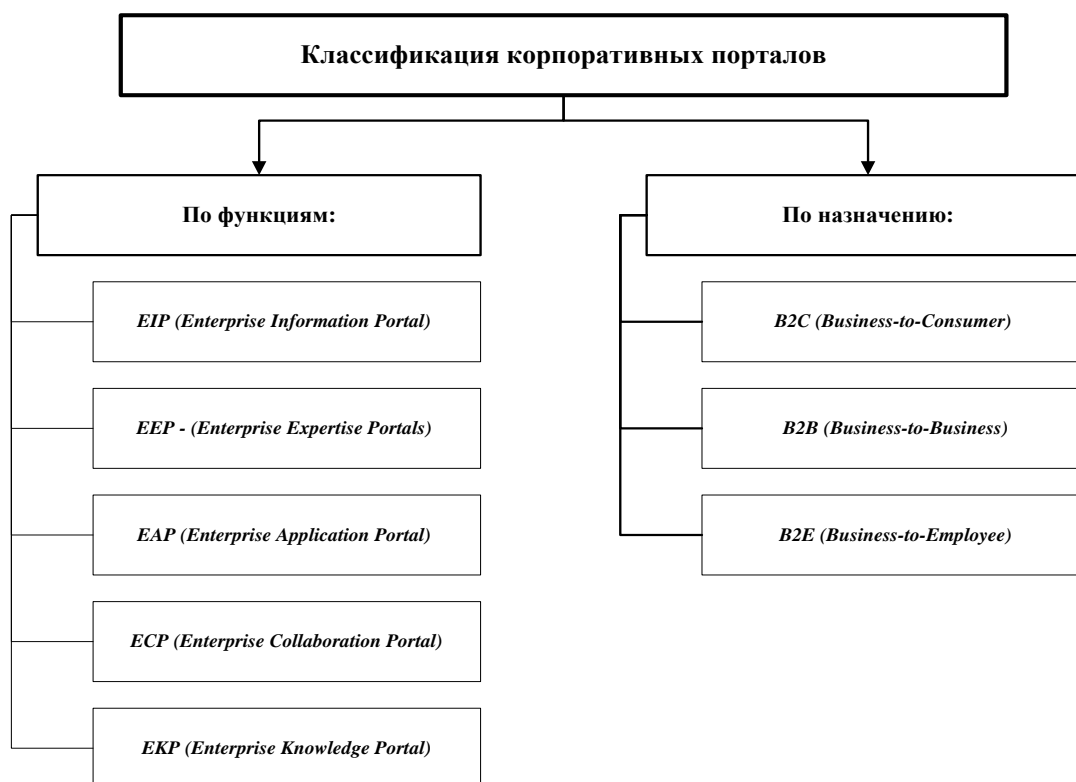 Классификация корпоративных порталов
По функциям:
EIP (Enterprise Information Portal)
EEP - (Enterprise Expertise Portals)
EAP (Enterprise Application Portal)
ECP (Enterprise Collaboration Portal)
EKP (Enterprise Knowledge Portal)
По назначению:
B2C (Business-to-Consumer)
B2B (Business-to-Business)
B2E (Business-to-Employee)